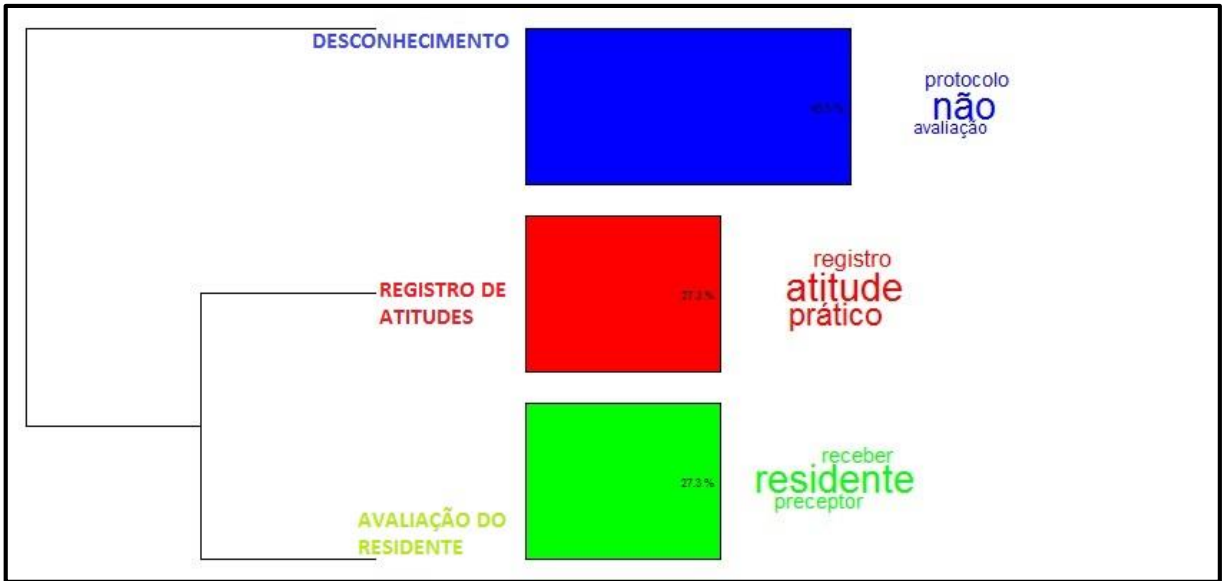 DESCONHECIMENTO
protocolo
não
avaliação
REGISTRO DE
ATITUDES
27.3 %
registro
atitude
prático
27.3 %
receber
residente
preceptor
AVALIAÇÃO DO
RESIDENTE